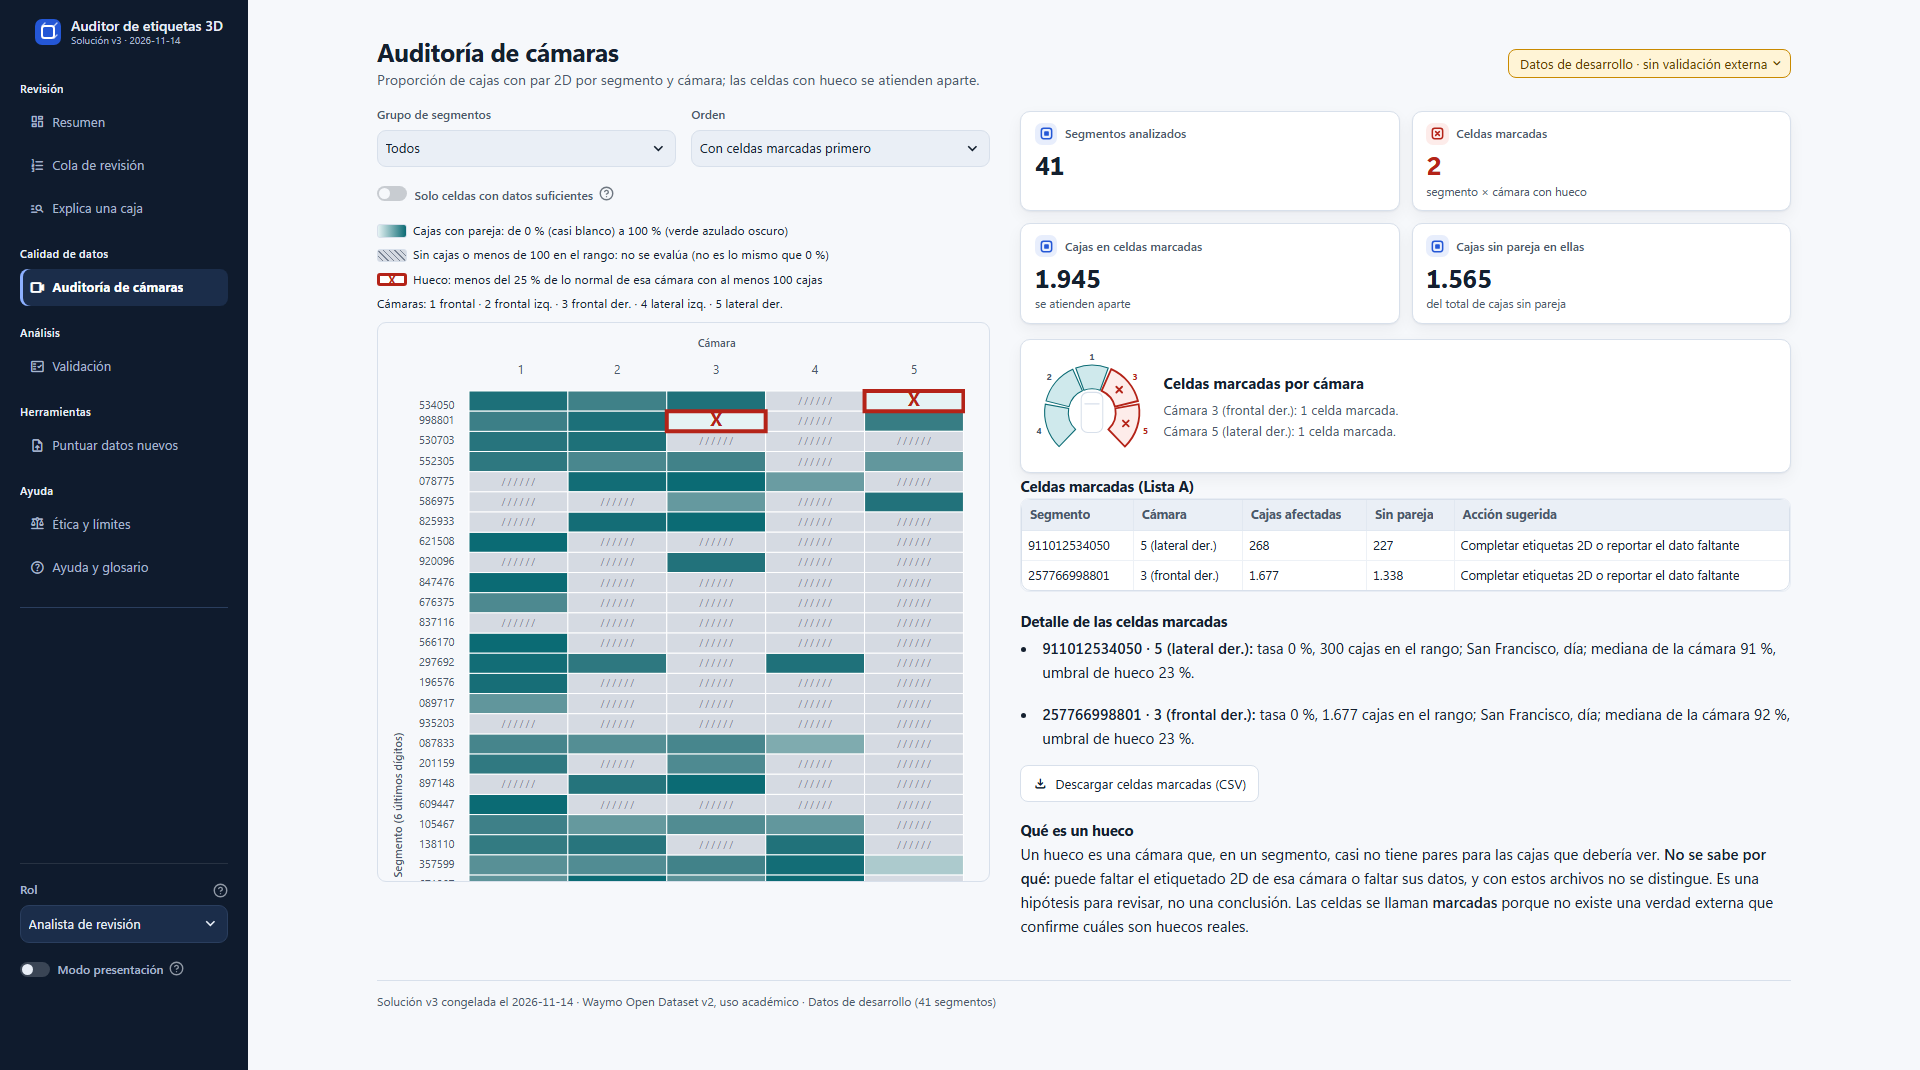 Auditor de etiquetas 3D
Solución v3 · 2026-11-14
Revisión
Resumen
Cola de revisión
Explica una caja
Calidad de datos
Auditoría de cámaras
Análisis
Validación
Herramientas
Puntuar datos nuevos
Ayuda
Ética y límites
Ayuda y glosario
Rol
Analista de revisión
Modo presentación
Auditoría de cámaras
Proporción de cajas con par 2D por segmento y cámara; las celdas con hueco se atienden aparte.
Datos de desarrollo · sin validación externa
Grupo de segmentos
Todos
Orden
Con celdas marcadas primero
Solo celdas con datos suficientes
Cajas con pareja: de 0 % (casi blanco) a 100 % (verde azulado oscuro)
Sin cajas o menos de 100 en el rango: no se evalúa (no es lo mismo que 0 %)
X Hueco: menos del 25 % de lo normal de esa cámara con al menos 100 cajas
Cámaras: 1 frontal · 2 frontal izq. · 3 frontal der. · 4 lateral izq. · 5 lateral der.
Cámara
1 2 3 4 5
534050 ////// X
998801 X //////
530703 ////// ////// //////
552305 //////
078775 ////// //////
586975 ////// ////// //////
825933 ////// ////// //////
621508 ////// ////// ////// //////
920096 ////// ////// ////// //////
847476 ////// ////// ////// //////
676375 ////// ////// ////// //////
837116 ////// ////// ////// ////// //////
566170 ////// ////// ////// //////
297692 ////// //////
196576 ////// ////// ////// //////
089717 ////// ////// ////// //////
935203 ////// ////// ////// ////// //////
087833 //////
201159 ////// ////// //////
897148 ////// ////// //////
609447 ////// ////// ////// //////
105467 //////
138110 ////// //////
357599
Segmento (6 últimos dígitos)
Segmentos analizados
41
Celdas marcadas
2
segmento × cámara con hueco
Cajas en celdas marcadas
1.945
se atienden aparte
Cajas sin pareja en ellas
1.565
del total de cajas sin pareja
1
2
3
4
5
Celdas marcadas por cámara
Cámara 3 (frontal der.): 1 celda marcada.
Cámara 5 (lateral der.): 1 celda marcada.
Celdas marcadas (Lista A)
Segmento Cámara Cajas afectadas Sin pareja Acción sugerida
911012534050 5 (lateral der.) 268 227 Completar etiquetas 2D o reportar el dato faltante
257766998801 3 (frontal der.) 1.677 1.338 Completar etiquetas 2D o reportar el dato faltante
Detalle de las celdas marcadas
• 911012534050 · 5 (lateral der.): tasa 0 %, 300 cajas en el rango; San Francisco, día; mediana de la cámara 91 %,
umbral de hueco 23 %.
• 257766998801 · 3 (frontal der.): tasa 0 %, 1.677 cajas en el rango; San Francisco, día; mediana de la cámara 92 %,
umbral de hueco 23 %.
Descargar celdas marcadas (CSV)
Qué es un hueco
Un hueco es una cámara que, en un segmento, casi no tiene pares para las cajas que debería ver. No se sabe por
qué: puede faltar el etiquetado 2D de esa cámara o faltar sus datos, y con estos archivos no se distingue. Es una
hipótesis para revisar, no una conclusión. Las celdas se llaman marcadas porque no existe una verdad externa que
confirme cuáles son huecos reales.
Solución v3 congelada el 2026-11-14 · Waymo Open Dataset v2, uso académico · Datos de desarrollo (41 segmentos)